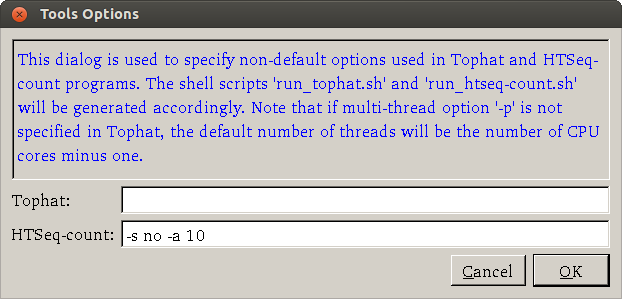 Tools Options
This dialog is used to specify non-default options used in Tophat and HTSeq-
count programs. The shell scripts 'run_tophat.sh' and 'run_htseq-count.sh'
will be generated accordingly. Note that if multi-thread option '-p' is not
specified in Tophat, the default number of threads will be the number of CPU
cores minus one.
Tophat:
HTSeq-count: -s no -a 10
Cancel OK